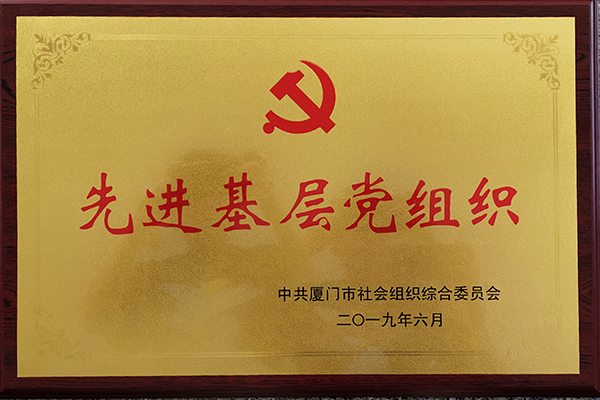 先进基层党组织
中共厦门市社会组织综合委员会
二〇一九年六月